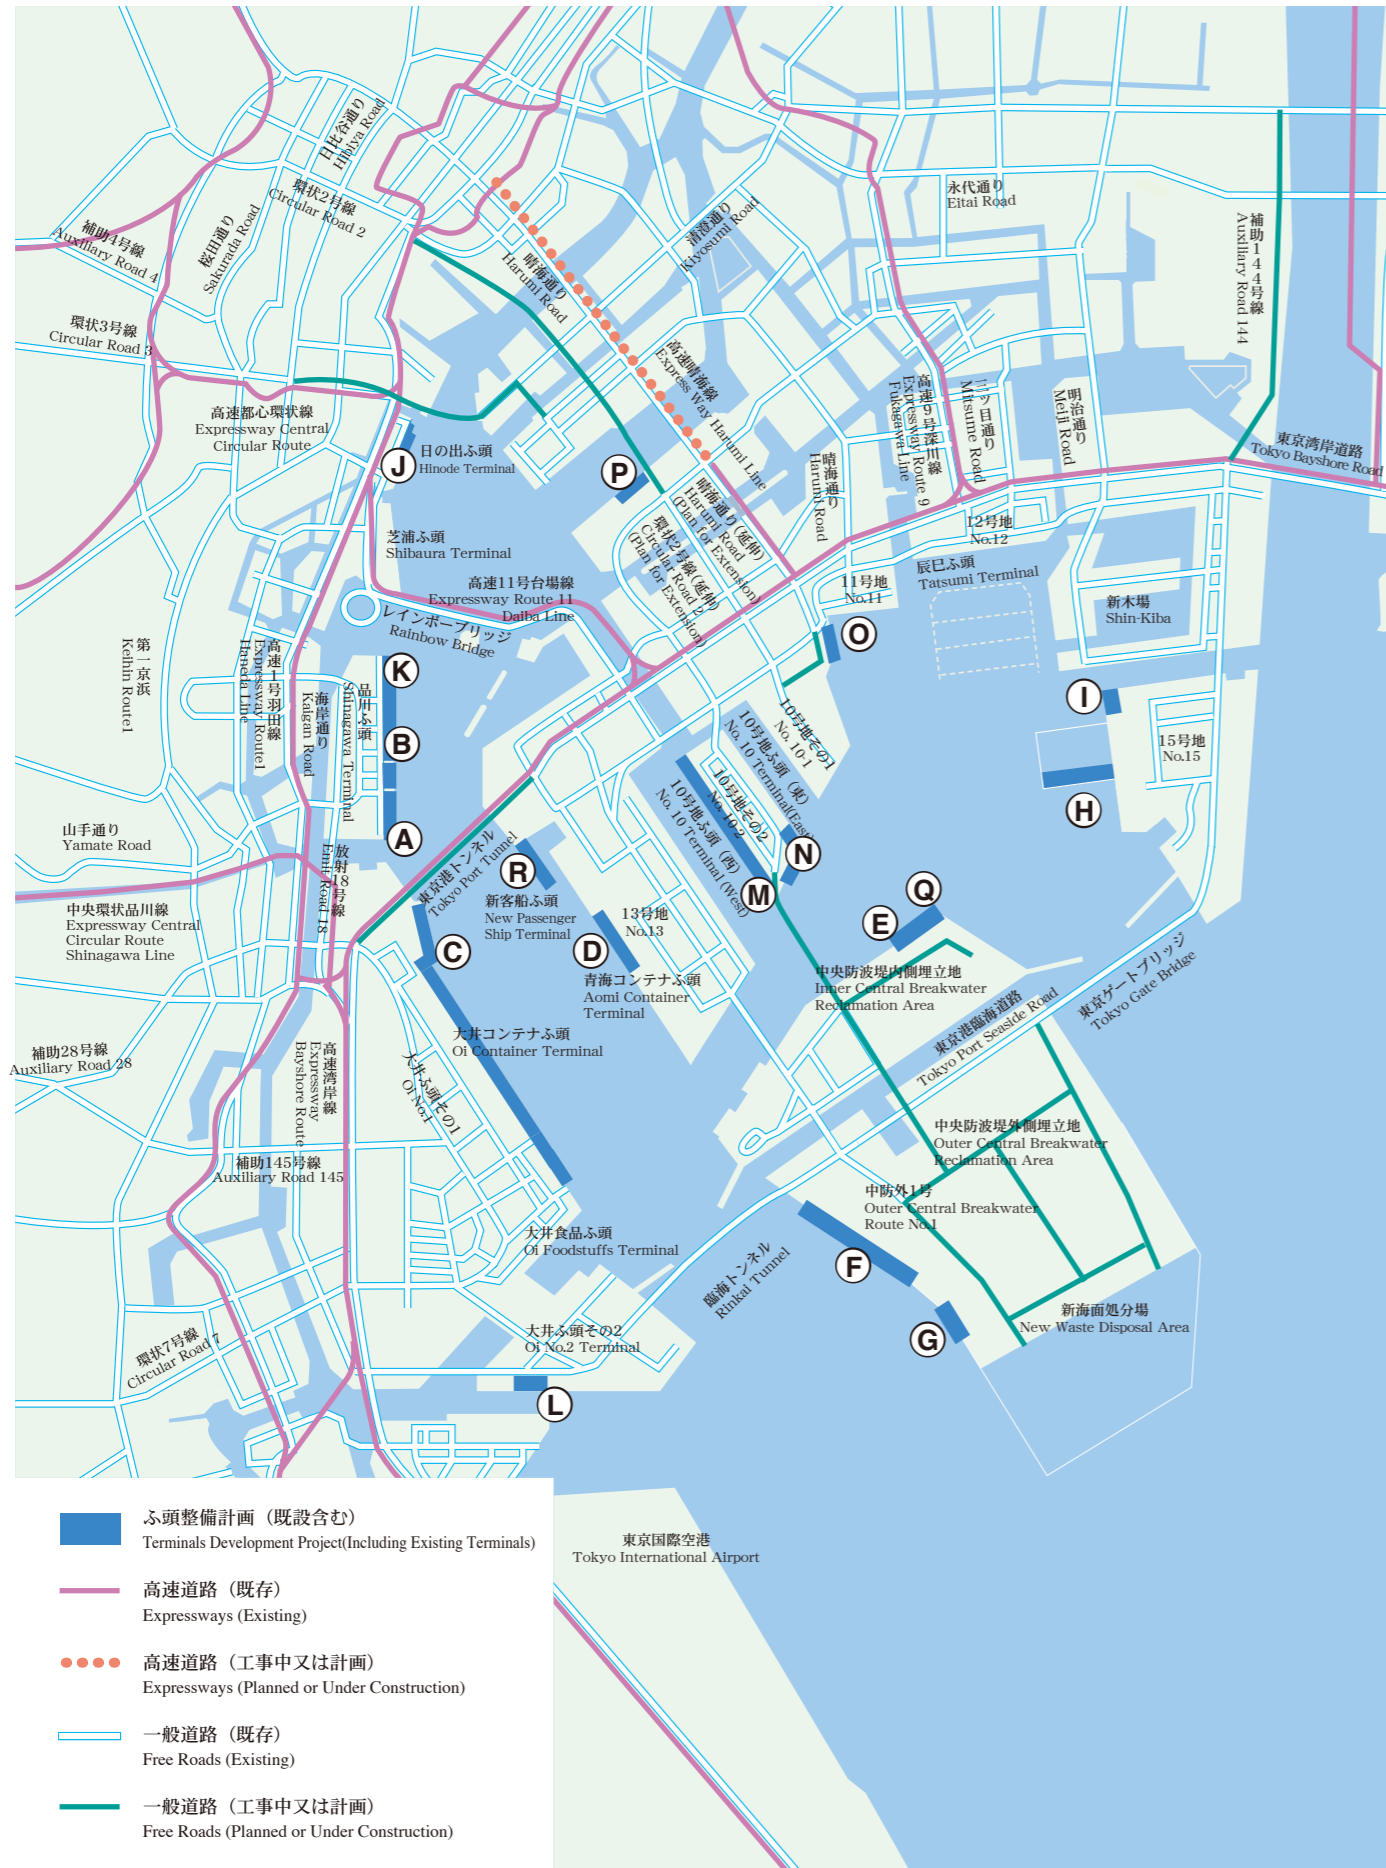 日比谷通り
Hibiya Road
環状2号線
Circular Road 2
桜田通り
Sakurada Road
補助4号線
Auxiliary Road 4
環状3号線
Circular Road 3
晴海通り
Harumi Road
清澄通り
Kiyosumi Road
永代通り
Eitai Road
補助144号線
Auxiliary Road 144
高速晴海線
Express Way Harumi Line
高速9号深川線
Expressway Route 9
Fukagawa Line
三ッ目通り
Mitsume Road
明治通り
Meiji Road
東京湾岸道路
Tokyo Bayshore Road
高速都心環状線
Expressway Central
Circular Route
J
日の出ふ頭
Hinode Terminal
P
晴海通り
Harumi Road
晴海通り(延伸)
Harumi Road
(Plan for Extension)
環状2号線(延伸)
Circular Road 2
(Plan for Extension)
12号地
No.12
芝浦ふ頭
Shibaura Terminal
高速11号台場線
Expressway Route 11
Daiba Line
レインボーブリッジ
Rainbow Bridge
11号地
No.11
辰巳ふ頭
Tatsumi Terminal
新木場
Shin-Kiba
O
第一京浜
Keihin Route1
高速1号羽田線
Expressway Route1
Haneda Line
海岸通り
Kaigan Road
品川ふ頭
Shinagawa Terminal
K
B
A
I
15号地
No.15
H
10号地その1
No. 10-1
10号地ふ頭(東)
No. 10 Terminal(East)
10号地その2
No. 10-2
10号地ふ頭(西)
No. 10 Terminal (West)
N
M
山手通り
Yamate Road
放射18号線
Emit Road 18
東京港トンネル
Tokyo Port Tunnel
R
新客船ふ頭
New Passenger
Ship Terminal
13号地
No.13
Q
E
中央環状品川線
Expressway Central
Circular Route
Shinagawa Line
C
D
青海コンテナふ頭
Aomi Container
Terminal
中央防波堤内側埋立地
Inner Central Breakwater
Reclamation Area
東京ゲートブリッジ
Tokyo Gate Bridge
東京港臨海道路
Tokyo Port Seaside Road
大井コンテナふ頭
Oi Container Terminal
補助28号線
Auxiliary Road 28
高速湾岸線
Expressway
Bayshore Route
大井ふ頭その1
Oi No.1
中央防波堤外側埋立地
Outer Central Breakwater
Reclamation Area
補助145号線
Auxiliary Road 145
中防外1号
Outer Central Breakwater
Route No.1
大井食品ふ頭
Oi Foodstuffs Terminal
臨海トンネル
Rinkai Tunnel
F
G
新海面処分場
New Waste Disposal Area
大井ふ頭その2
Oi No.2 Terminal
環状7号線
Circular Road 7
L
東京国際空港
Tokyo International Airport
ふ頭整備計画(既設含む)
Terminals Development Project(Including Existing Terminals)
高速道路(既存)
Expressways (Existing)
高速道路(工事中又は計画)
Expressways (Planned or Under Construction)
一般道路(既存)
Free Roads (Existing)
一般道路(工事中又は計画)
Free Roads (Planned or Under Construction)